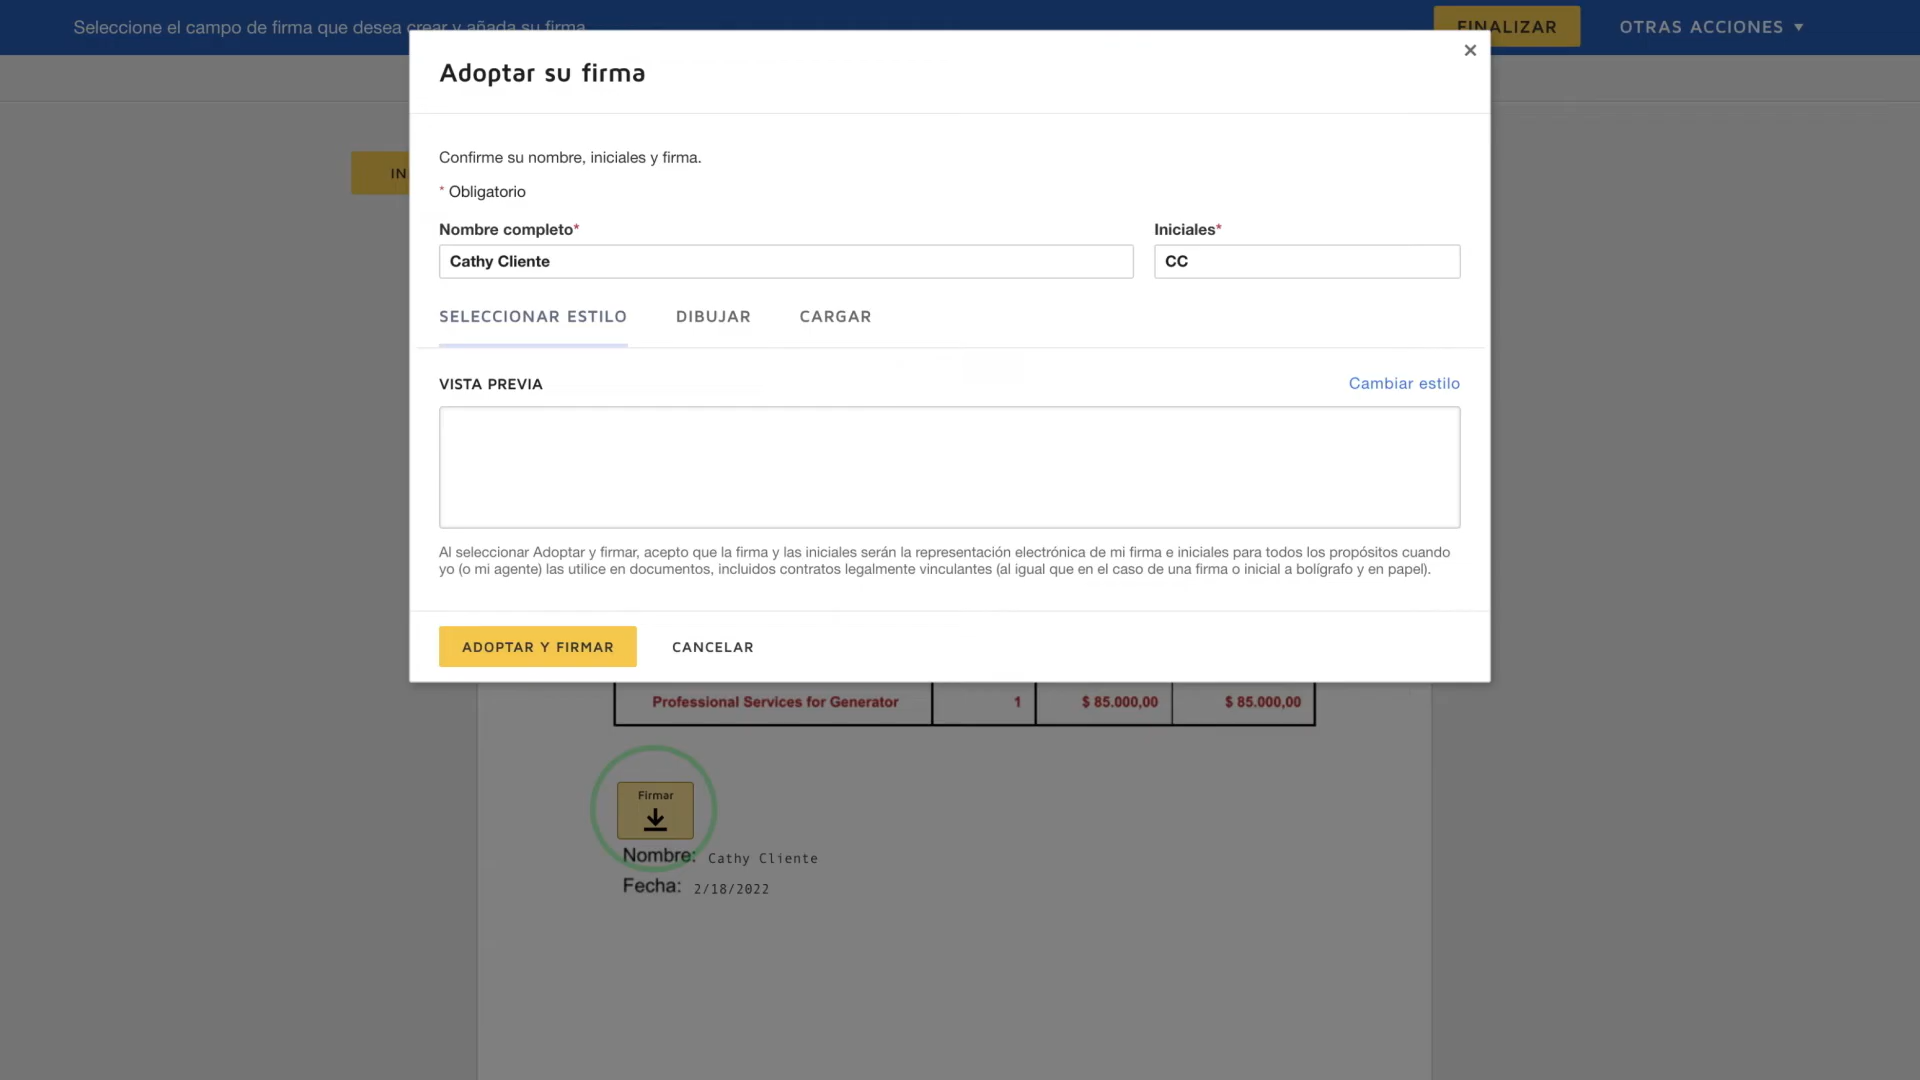 Seleccione el campo de firma que desea crear y añada su firma
FINALIZAR
OTRAS ACCIONES
Adoptar su firma
Confirme su nombre, iniciales y firma.
* Obligatorio
IN
Nombre completo*
Iniciales*
Cathy Cliente
CC
SELECCIONAR ESTILO
DIBUJAR
CARGAR
VISTA PREVIA
Cambiar estilo
Al seleccionar Adoptar y firmar, acepto que la firma y las iniciales serán la representación electrónica de mi firma e iniciales para todos los propósitos cuando
yo (o mi agente) las utilice en documentos, incluidos contratos legalmente vinculantes (al igual que en el caso de una firma o inicial a bolígrafo y en papel).
ADOPTAR Y FIRMAR
CANCELAR
Professional Services for Generator 1 $ 85.000,00 $ 85.000,00
Firmar
Nombre: Cathy Cliente
Fecha: 2/18/2022